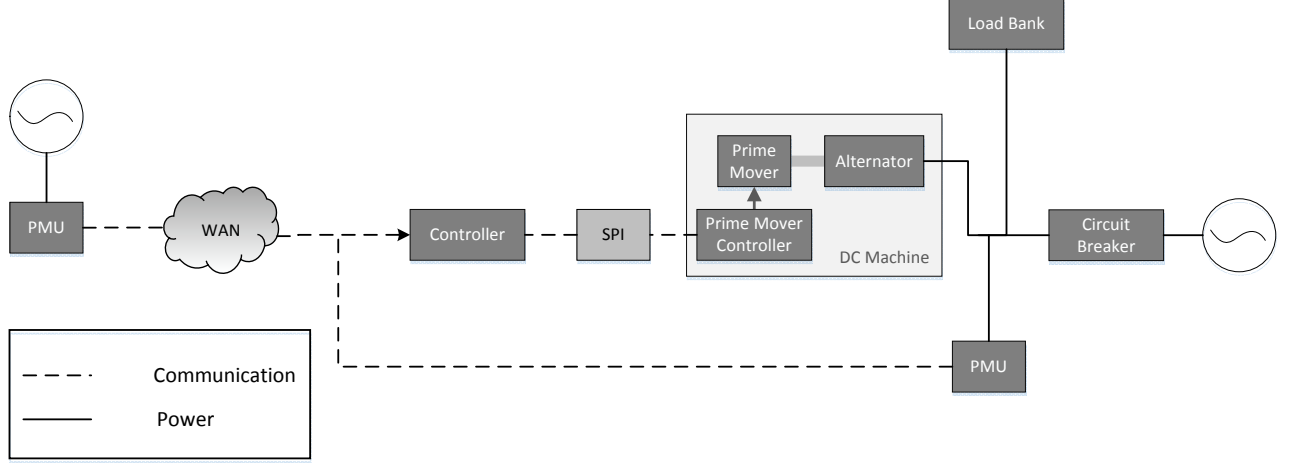 Load Bank
Prime
Mover
Alternator
PMU
WAN
Controller
SPI
Prime Mover
Controller
Circuit
Breaker
DC Machine
PMU
Communication
Power